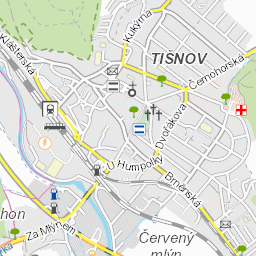 Kukýrna
Klášterská
TIŠNOV
Černohorská
Dvořákova
U Humpolky
Brněnská
hon
Za Mlýnem
Červený
mlýn